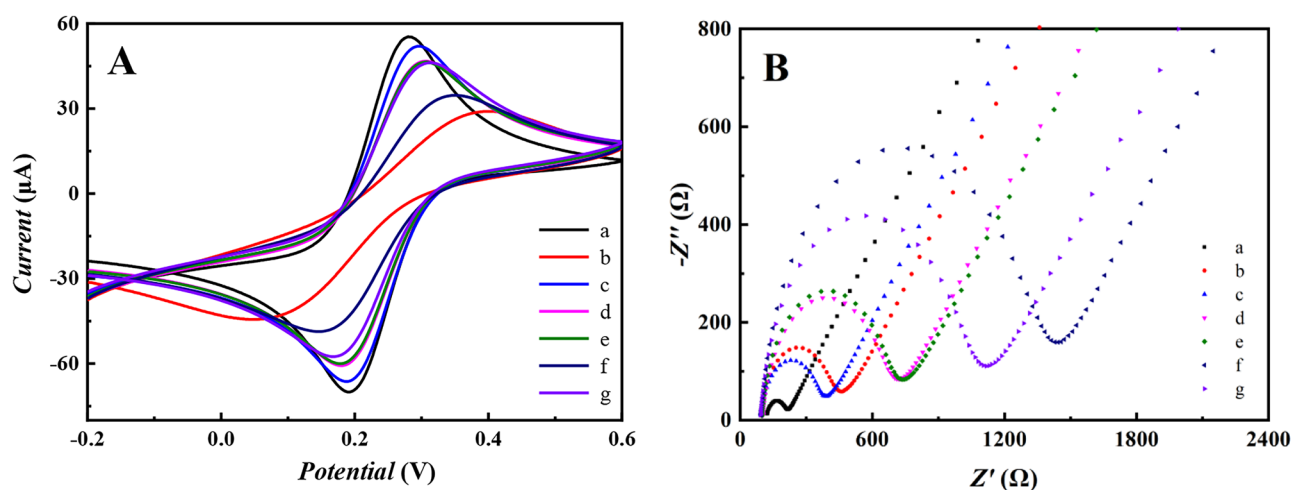 A
60
30
0
-30
-60
Current (μA)
-0.2
0.0
0.2
0.4
0.6
Potential (V)
a
b
c
d
e
f
g
B
800
600
400
200
0
-Z'' (Ω)
0
600
1200
1800
2400
Z' (Ω)
a
b
c
d
e
f
g